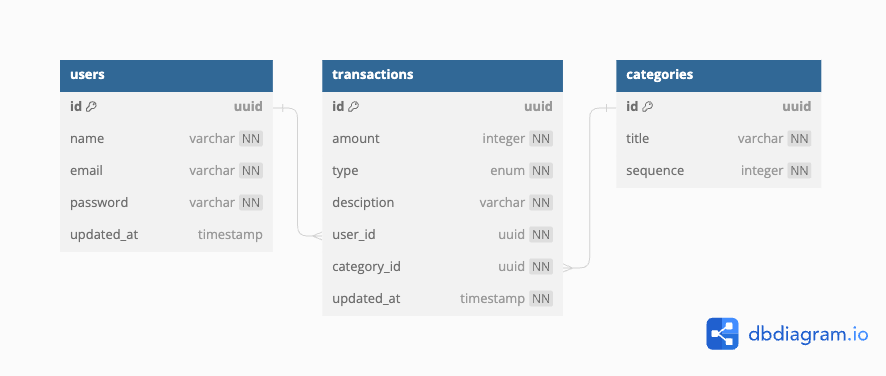 users
id uuid
name varchar NN
email varchar NN
password varchar NN
updated_at timestamp
transactions
id uuid
amount integer NN
type enum NN
desciption varchar NN
user_id uuid NN
category_id uuid NN
updated_at timestamp NN
categories
id uuid
title varchar NN
sequence integer NN
dbdiagram.io